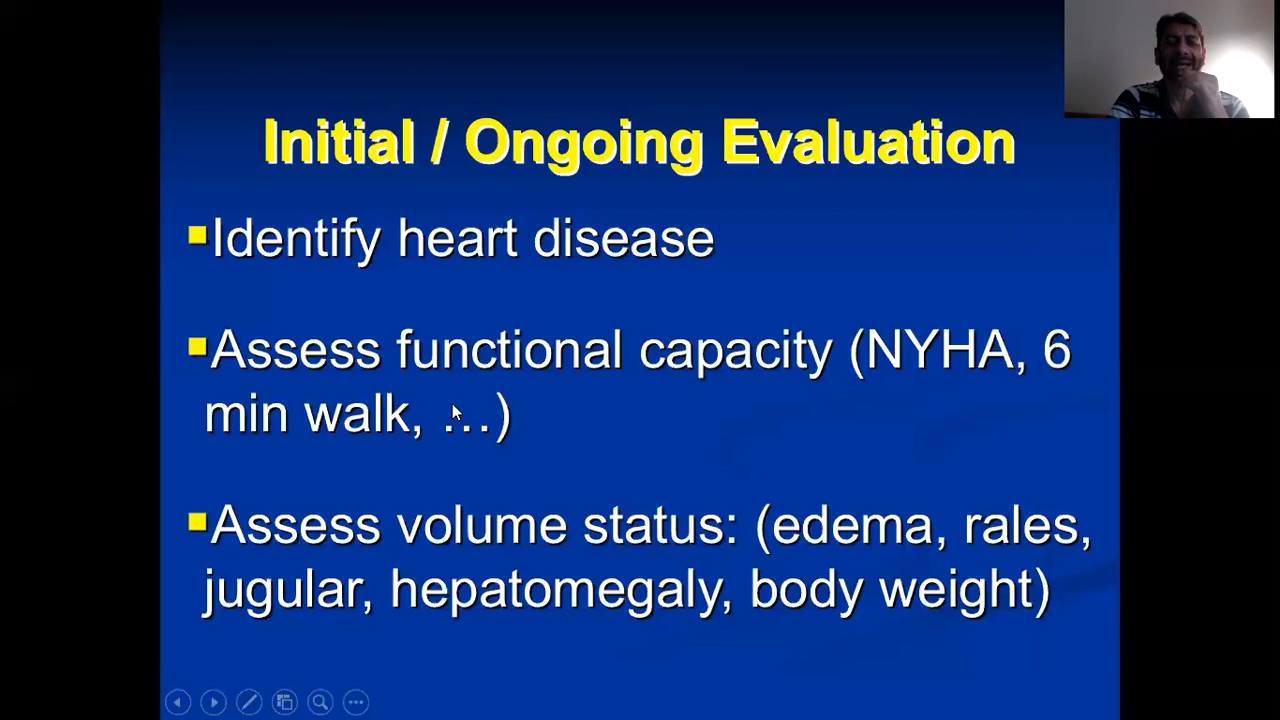 Initial / Ongoing Evaluation
Identify heart disease
Assess functional capacity (NYHA, 6
min walk, …)
Assess volume status: (edema, rales,
jugular, hepatomegaly, body weight)